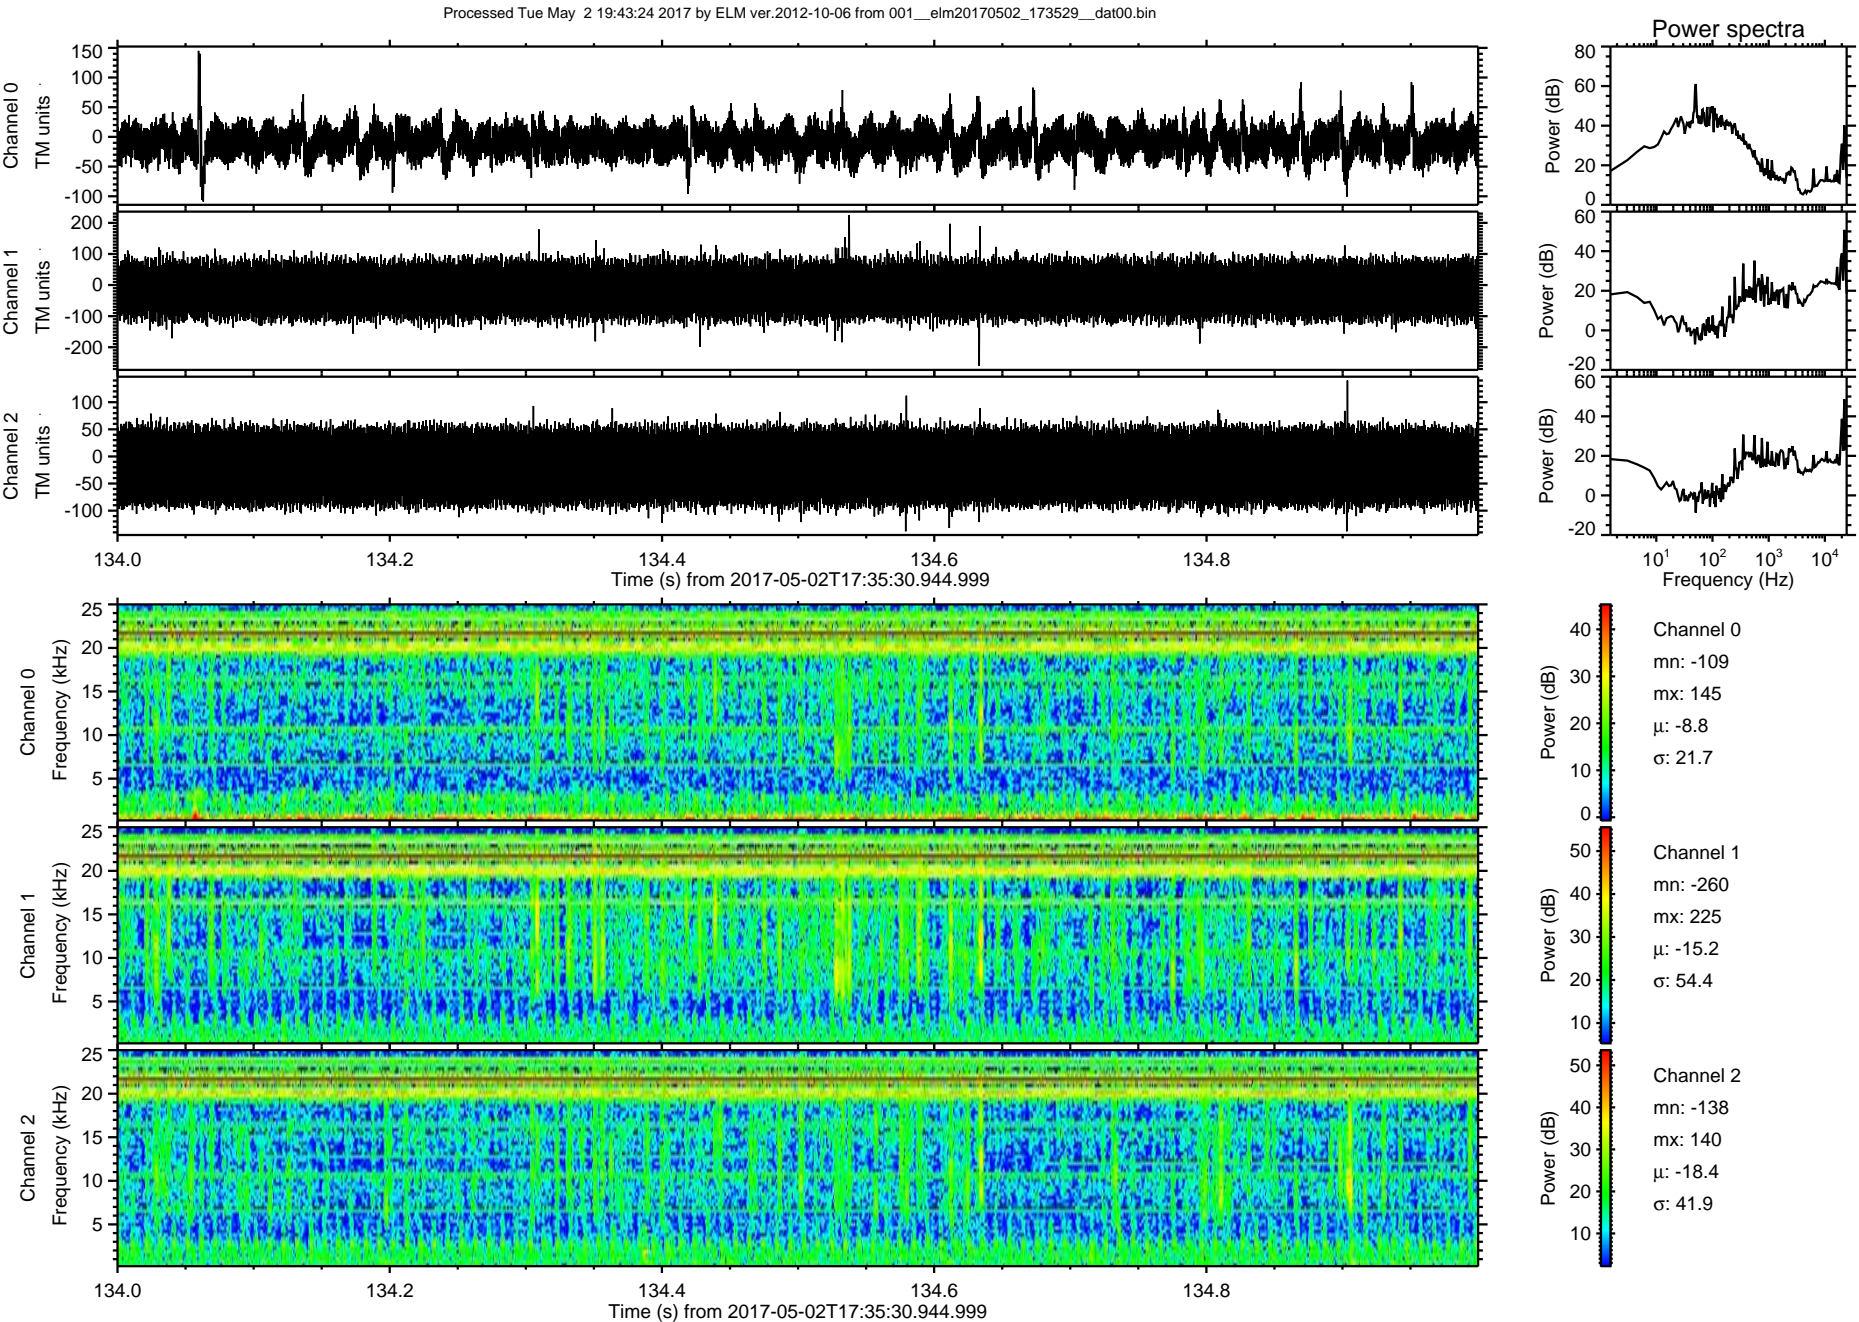 Processed Tue May  2 19:43:24 2017 by ELM ver.2012-10-06 from 001__elm20170502_173529__dat00.bin
Power spectra
Channel 0
TM units
150
100
50
0
-50
-100
Power (dB)
80
60
40
20
0
Channel 1
TM units
200
100
0
-100
-200
Power (dB)
60
40
20
0
-20
Channel 2
TM units
100
50
0
-50
-100
Power (dB)
60
40
20
0
-20
134.0 134.2 134.4 134.6 134.8
Time (s) from 2017-05-02T17:35:30.944.999
10¹ 10² 10³ 10⁴
Frequency (Hz)
Channel 0
Frequency (kHz)
25
20
15
10
5
Power (dB)
40
30
20
10
0
Channel 0
mn: -109
mx: 145
µ: -8.8
σ: 21.7
Channel 1
Frequency (kHz)
25
20
15
10
5
Power (dB)
50
40
30
20
10
Channel 1
mn: -260
mx: 225
µ: -15.2
σ: 54.4
Channel 2
Frequency (kHz)
25
20
15
10
5
Power (dB)
50
40
30
20
10
Channel 2
mn: -138
mx: 140
µ: -18.4
σ: 41.9
134.0 134.2 134.4 134.6 134.8
Time (s) from 2017-05-02T17:35:30.944.999